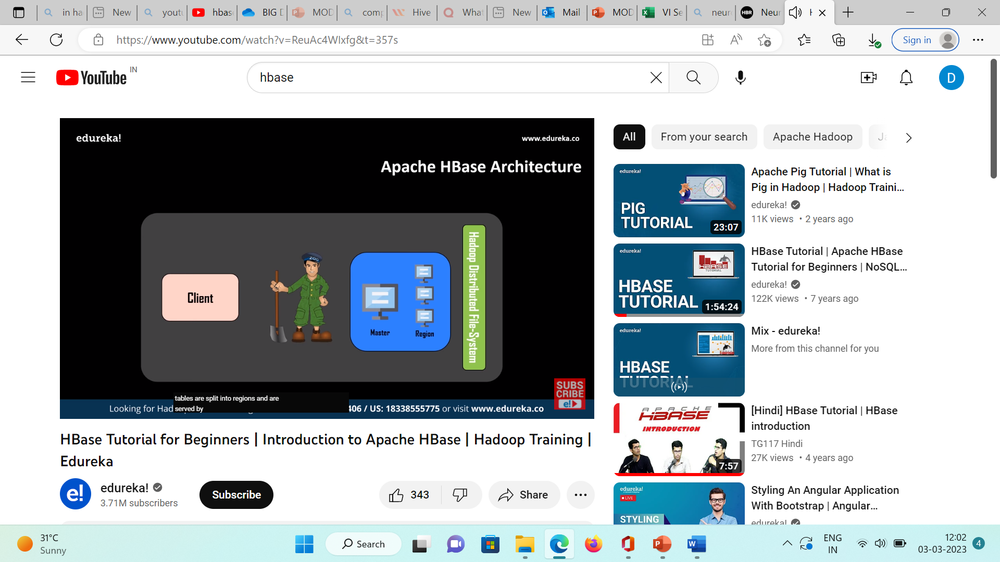 in ha
New
yout
hbas
BIG D
MOD
comp
Hive
What
New
Mail
MOD
VI Se
neur
HBR
Neur
https://www.youtube.com/watch?v=ReuAc4WIxfg&t=357s
Sign in
YouTube IN
hbase
D
edureka!
www.edureka.co
Apache HBase Architecture
Client
ZOO
Master
Region
Hadoop Distributed File-System
SUBS
CRIBE
e!
tables are split into regions and are
served by
Looking for Had
406 / US: 18338555775 or visit www.edureka.co
HBase Tutorial for Beginners | Introduction to Apache HBase | Hadoop Training |
Edureka
e!
edureka!
3.71M subscribers
Subscribe
343
Share
All
From your search
Apache Hadoop
Ja
edureka!
PIG
TUTORIAL
23:07
Apache Pig Tutorial | What is
Pig in Hadoop | Hadoop Traini...
edureka!
11K views • 2 years ago
edureka!
HBASE
TUTORIAL
HBASE
TUTORIAL
1:54:24
HBase Tutorial | Apache HBase
Tutorial for Beginners | NoSQL...
edureka!
122K views • 7 years ago
edureka!
HBASE
HBASE
TUTORIAL
Mix - edureka!
More from this channel for you
APACHE
HBASE
INTRODUCTION
7:57
[Hindi] HBase Tutorial | HBase
introduction
TG117 Hindi
27K views • 4 years ago
edureka!
LIVE
STYLING
Styling An Angular Application
With Bootstrap | Angular...
edureka!
31°C
Sunny
Search
ENG
IN
12:02
03-03-2023
4